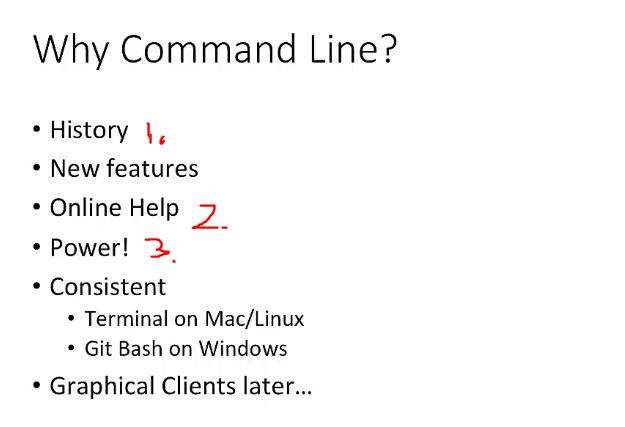 Why Command Line?
• History 1.
• New features
• Online Help 2.
• Power! 3.
• Consistent
• Terminal on Mac/Linux
• Git Bash on Windows
• Graphical Clients later...